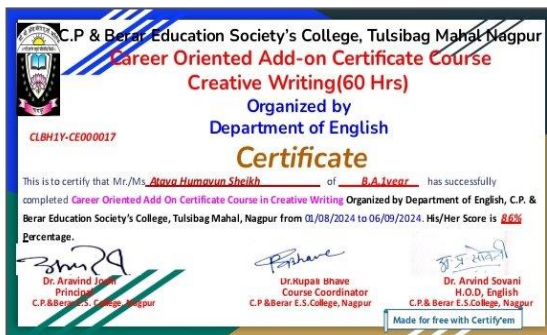 C.P & Berar Education Society's College, Tulsibag Mahal Nagpur
Career Oriented Add-on Certificate Course
Creative Writing(60 Hrs)
Organized by
Department of English
CLBH1Y-CE000017
Certificate
This is to certify that Mr./Ms. Atava Humayun Sheikh of B.A.1year has successfully
completed Career Oriented Add On Certificate Course in Creative Writing Organized by Department of English, C.P. &
Berar Education Society's College, Tulsibag Mahal, Nagpur from 01/08/2024 to 06/09/2024. His/Her Score is 86%
Percentage.
Dr. Aravind Joshi
Principal
C.P.&Berar E.S. College, Nagpur
Dr.Rupali Bhave
Course Coordinator
C.P &Berar E.S.College, Nagpur
Dr. Arvind Sovani
H.O.D, English
C.P.& Berar E.S.College, Nagpur
Made for free with Certify'em